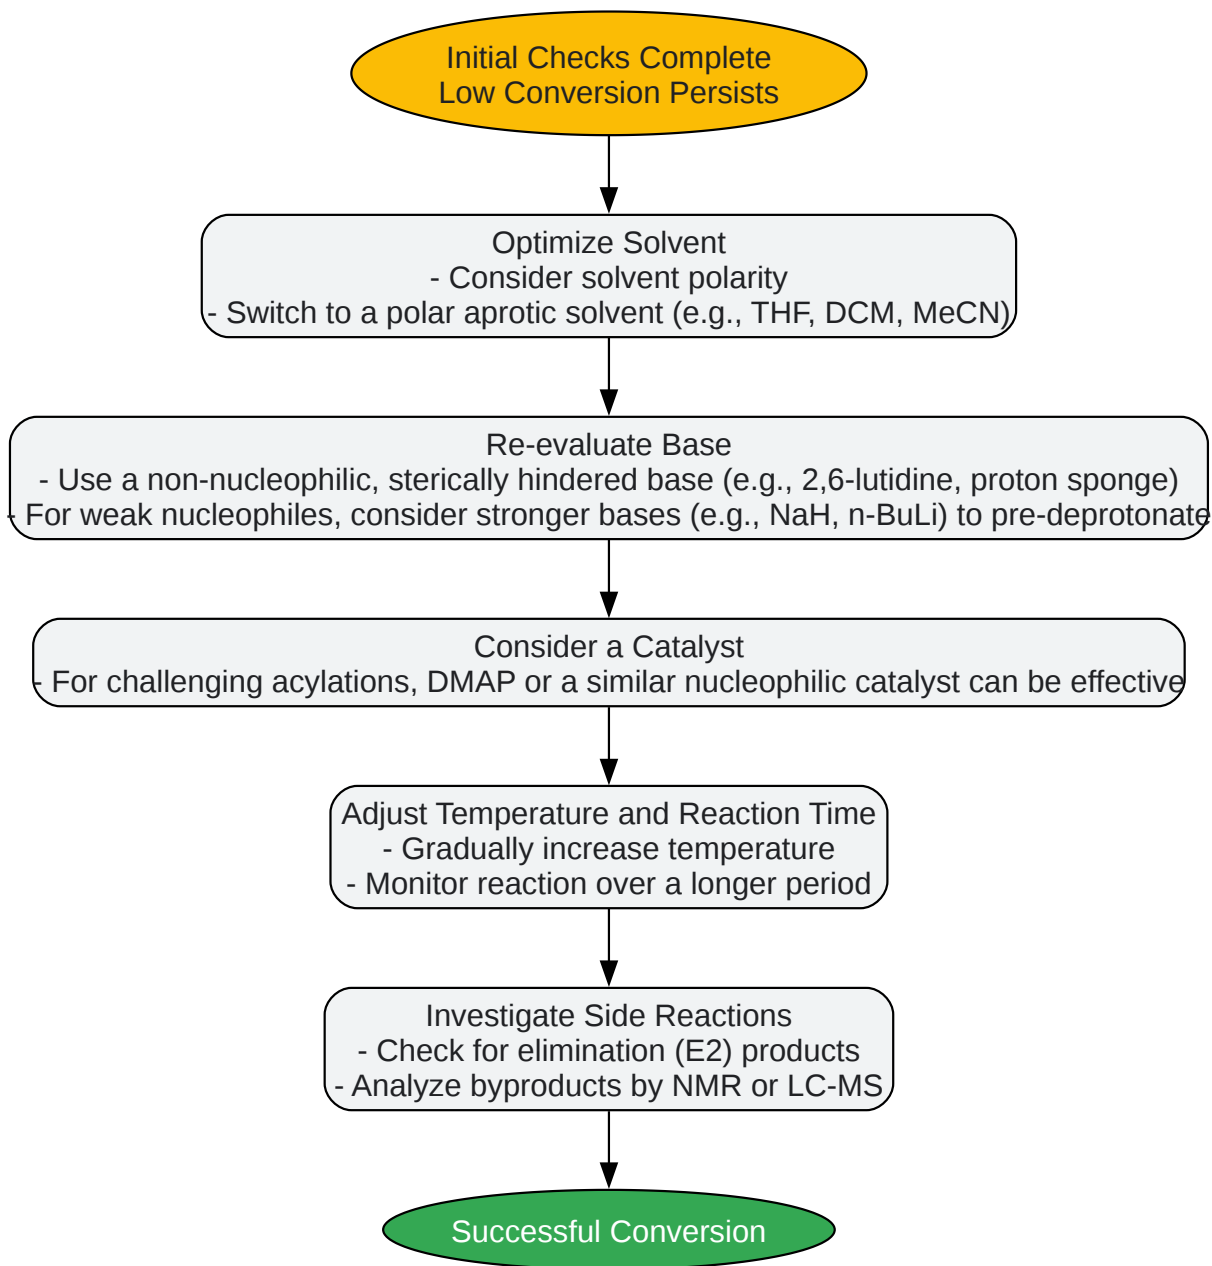 Initial Checks Complete
Low Conversion Persists
Optimize Solvent
- Consider solvent polarity
- Switch to a polar aprotic solvent (e.g., THF, DCM, MeCN)
Re-evaluate Base
- Use a non-nucleophilic, sterically hindered base (e.g., 2,6-lutidine, proton sponge)
- For weak nucleophiles, consider stronger bases (e.g., NaH, n-BuLi) to pre-deprotonate
Consider a Catalyst
- For challenging acylations, DMAP or a similar nucleophilic catalyst can be effective
Adjust Temperature and Reaction Time
- Gradually increase temperature
- Monitor reaction over a longer period
Investigate Side Reactions
- Check for elimination (E2) products
- Analyze byproducts by NMR or LC-MS
Successful Conversion